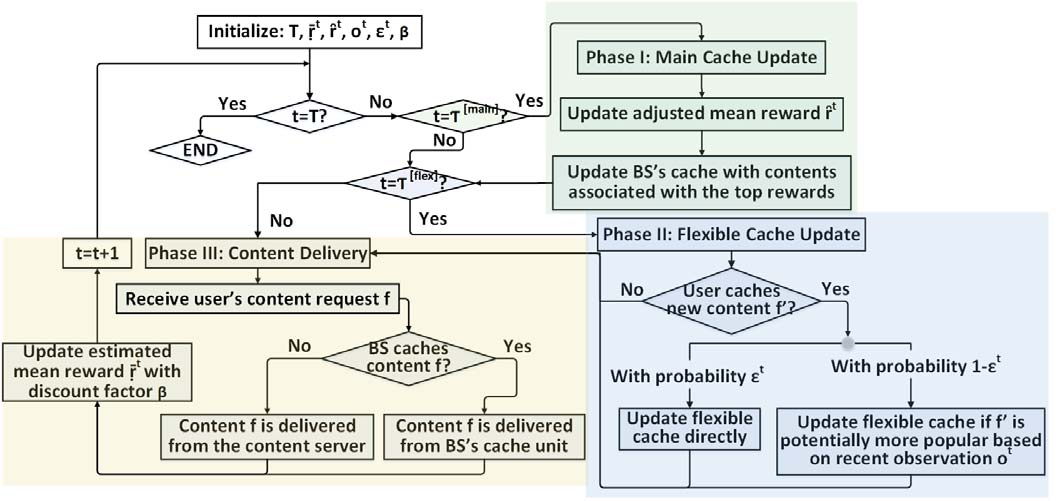 Initialize: T, r̩̄ᵗ, r̂ᵗ, oᵗ, εᵗ, β
Yes
t=T?
No
t=τ[main]?
Yes
END
No
t=τ[flex]?
No
Yes
Phase I: Main Cache Update
Update adjusted mean reward r̂ᵗ
Update BS's cache with contents
associated with the top rewards
t=t+1
Phase III: Content Delivery
Receive user's content request f
No
BS caches
content f?
Yes
Update estimated
mean reward r̩̄ᵗ with
discount factor β
Content f is delivered
from the content server
Content f is delivered
from BS's cache unit
Phase II: Flexible Cache Update
No
User caches
new content f'?
Yes
With probability εᵗ
With probability 1-εᵗ
Update flexible
cache directly
Update flexible cache if f' is
potentially more popular based
on recent observation oᵗ